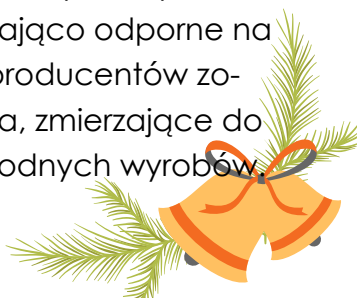 ająco odporne na
producentów zo-
a, zmierzające do
odnych wyrobów.